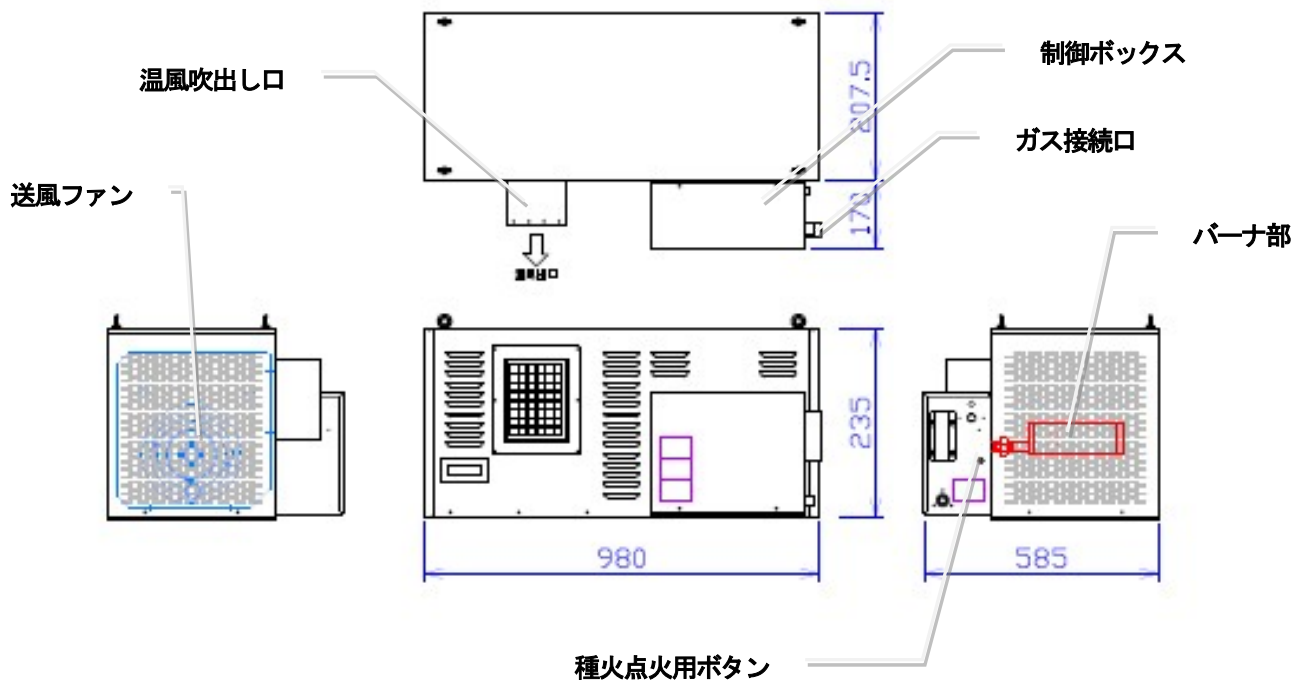 制御ボックス
温風吹出し口
ガス接続口
送風ファン
バーナ部
207.5
170
235
980
585
種火点火用ボタン